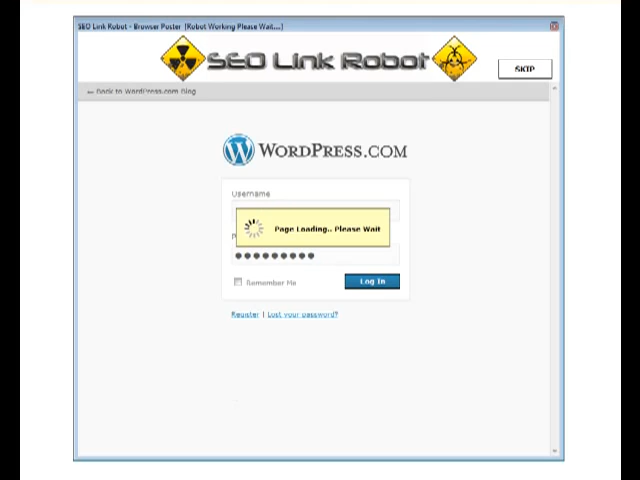 SEO Link Robot - Browser Poster [Robot Working Please Wait...]
SEO Link Robot
SKIP
← Back to WordPress.com Blog
WORDPRESS.COM
Username
Page Loading.. Please Wait
P
Remember Me
Log In
Register | Lost your password?